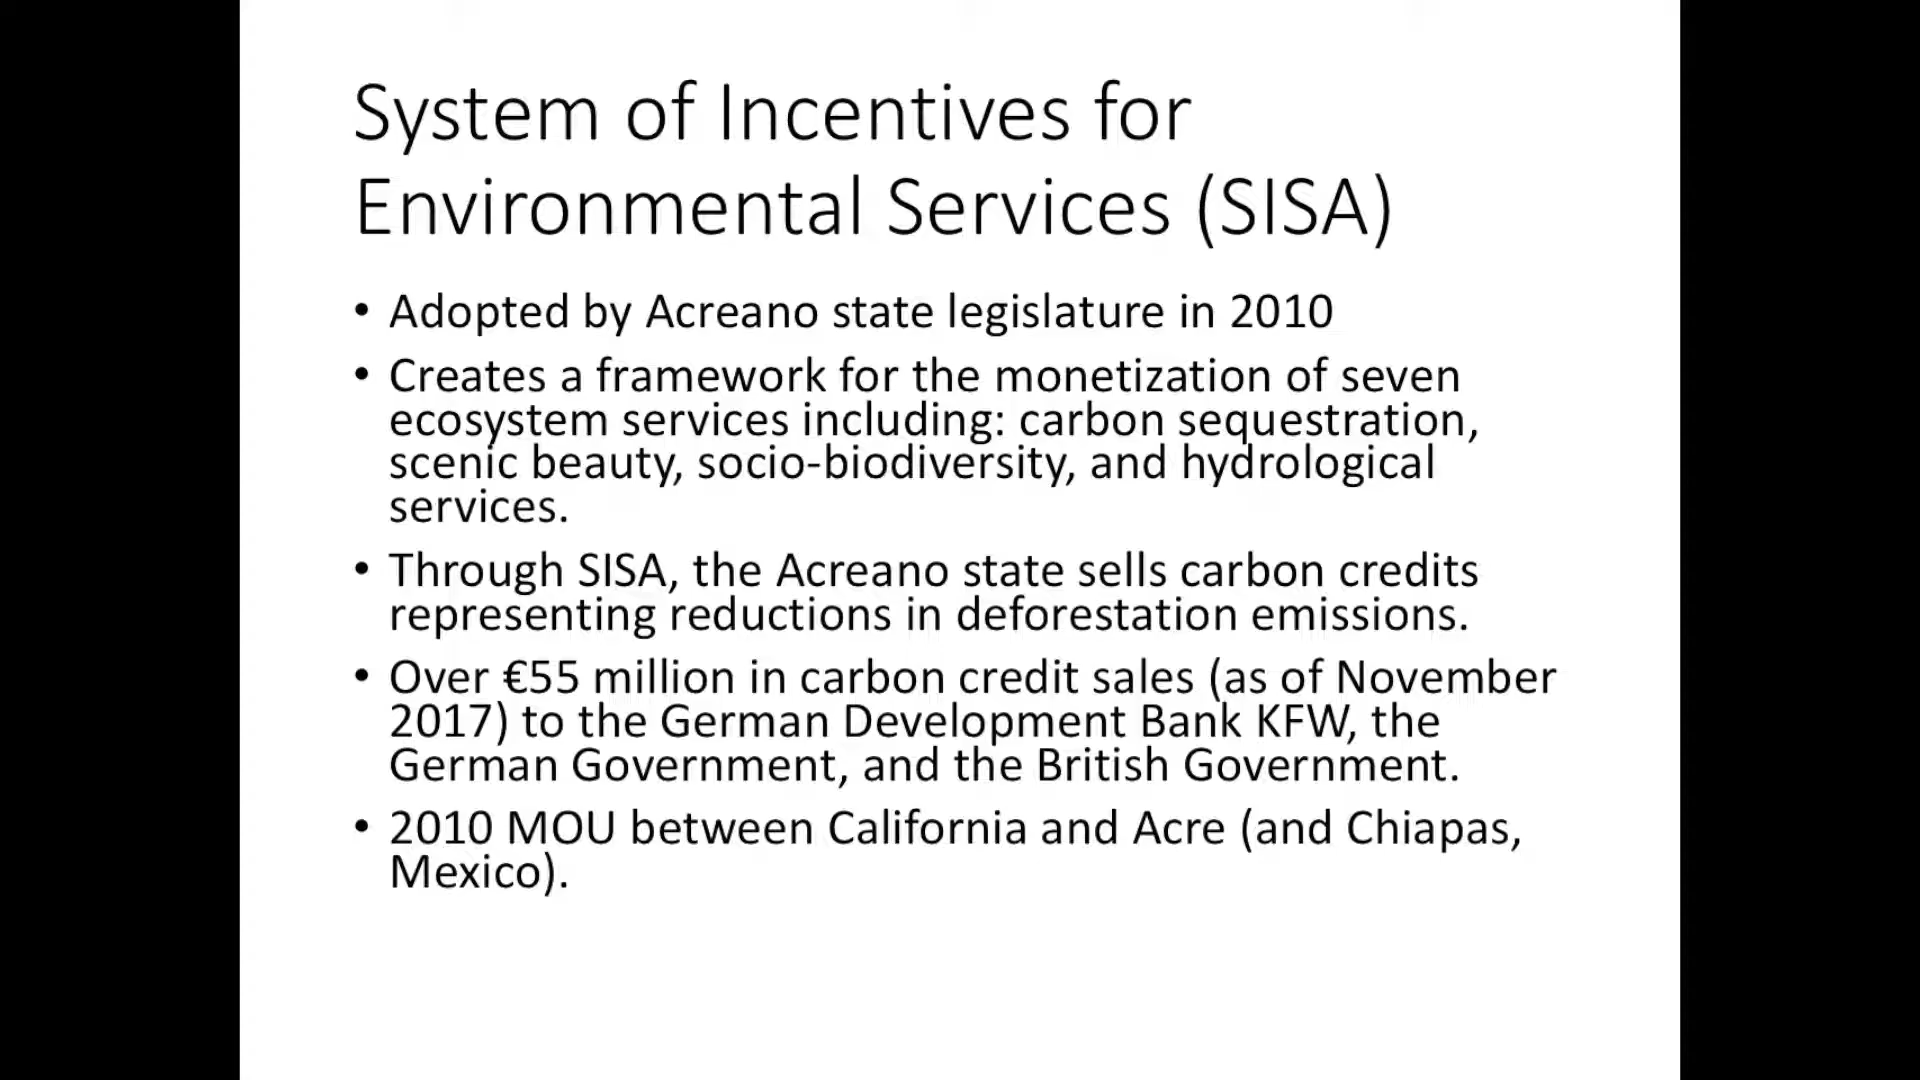 System of Incentives for
Environmental Services (SISA)
• Adopted by Acreano state legislature in 2010
• Creates a framework for the monetization of seven
ecosystem services including: carbon sequestration,
scenic beauty, socio-biodiversity, and hydrological
services.
• Through SISA, the Acreano state sells carbon credits
representing reductions in deforestation emissions.
• Over €55 million in carbon credit sales (as of November
2017) to the German Development Bank KFW, the
German Government, and the British Government.
• 2010 MOU between California and Acre (and Chiapas,
Mexico).